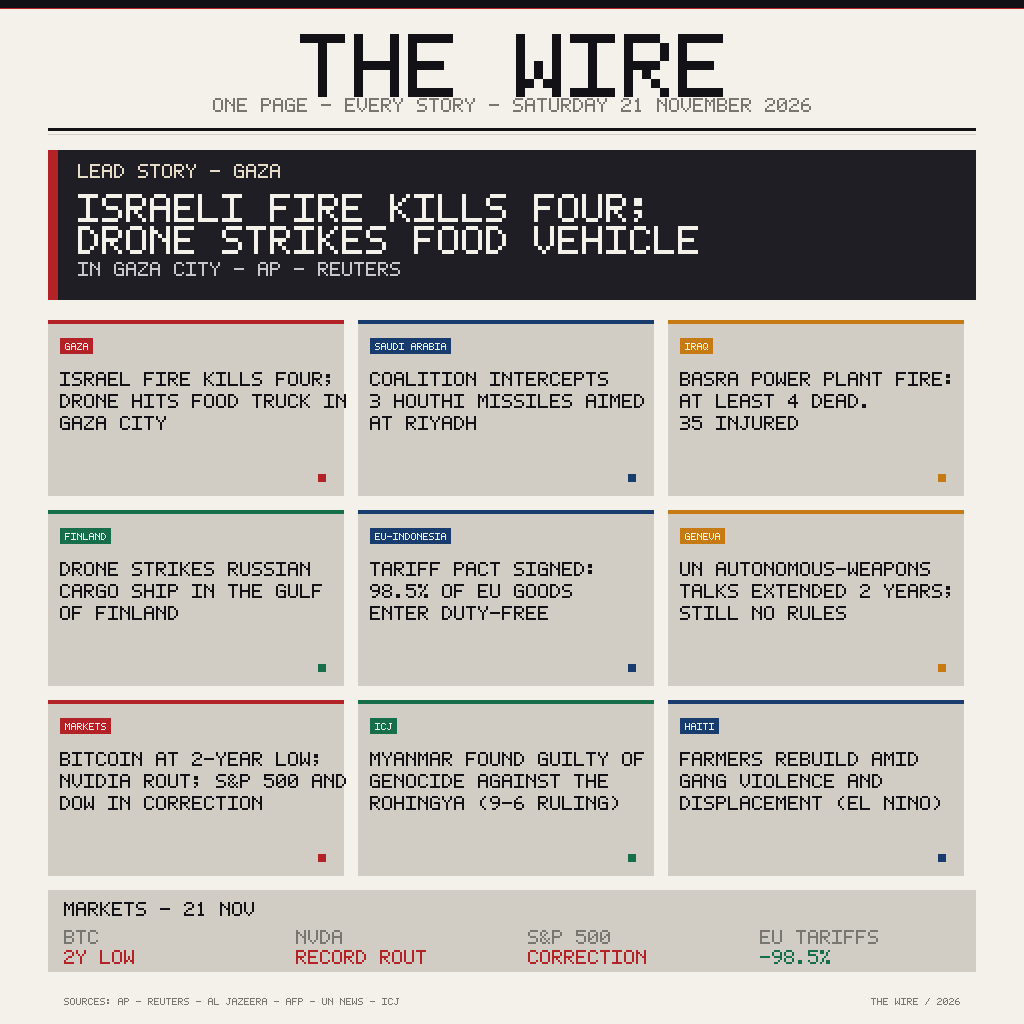 THE WIRE
ONE PAGE - EVERY STORY - SATURDAY 21 NOVEMBER 2026
LEAD STORY - GAZA
ISRAELI FIRE KILLS FOUR;
DRONE STRIKES FOOD VEHICLE
IN GAZA CITY - AP - REUTERS
GAZA
ISRAEL FIRE KILLS FOUR;
DRONE HITS FOOD TRUCK IN
GAZA CITY
SAUDI ARABIA
COALITION INTERCEPTS
3 HOUTHI MISSILES AIMED
AT RIYADH
IRAQ
BASRA POWER PLANT FIRE:
AT LEAST 4 DEAD.
35 INJURED
FINLAND
DRONE STRIKES RUSSIAN
CARGO SHIP IN THE GULF
OF FINLAND
EU-INDONESIA
TARIFF PACT SIGNED:
98.5% OF EU GOODS
ENTER DUTY-FREE
GENEVA
UN AUTONOMOUS-WEAPONS
TALKS EXTENDED 2 YEARS;
STILL NO RULES
MARKETS
BITCOIN AT 2-YEAR LOW;
NVIDIA ROUT; S&P 500 AND
DOW IN CORRECTION
ICJ
MYANMAR FOUND GUILTY OF
GENOCIDE AGAINST THE
ROHINGYA (9-6 RULING)
HAITI
FARMERS REBUILD AMID
GANG VIOLENCE AND
DISPLACEMENT (EL NINO)
MARKETS - 21 NOV
BTC NVDA S&P 500 EU TARIFFS
2Y LOW RECORD ROUT CORRECTION -98.5%
SOURCES: AP - REUTERS - AL JAZEERA - AFP - UN NEWS - ICJ
THE WIRE / 2026